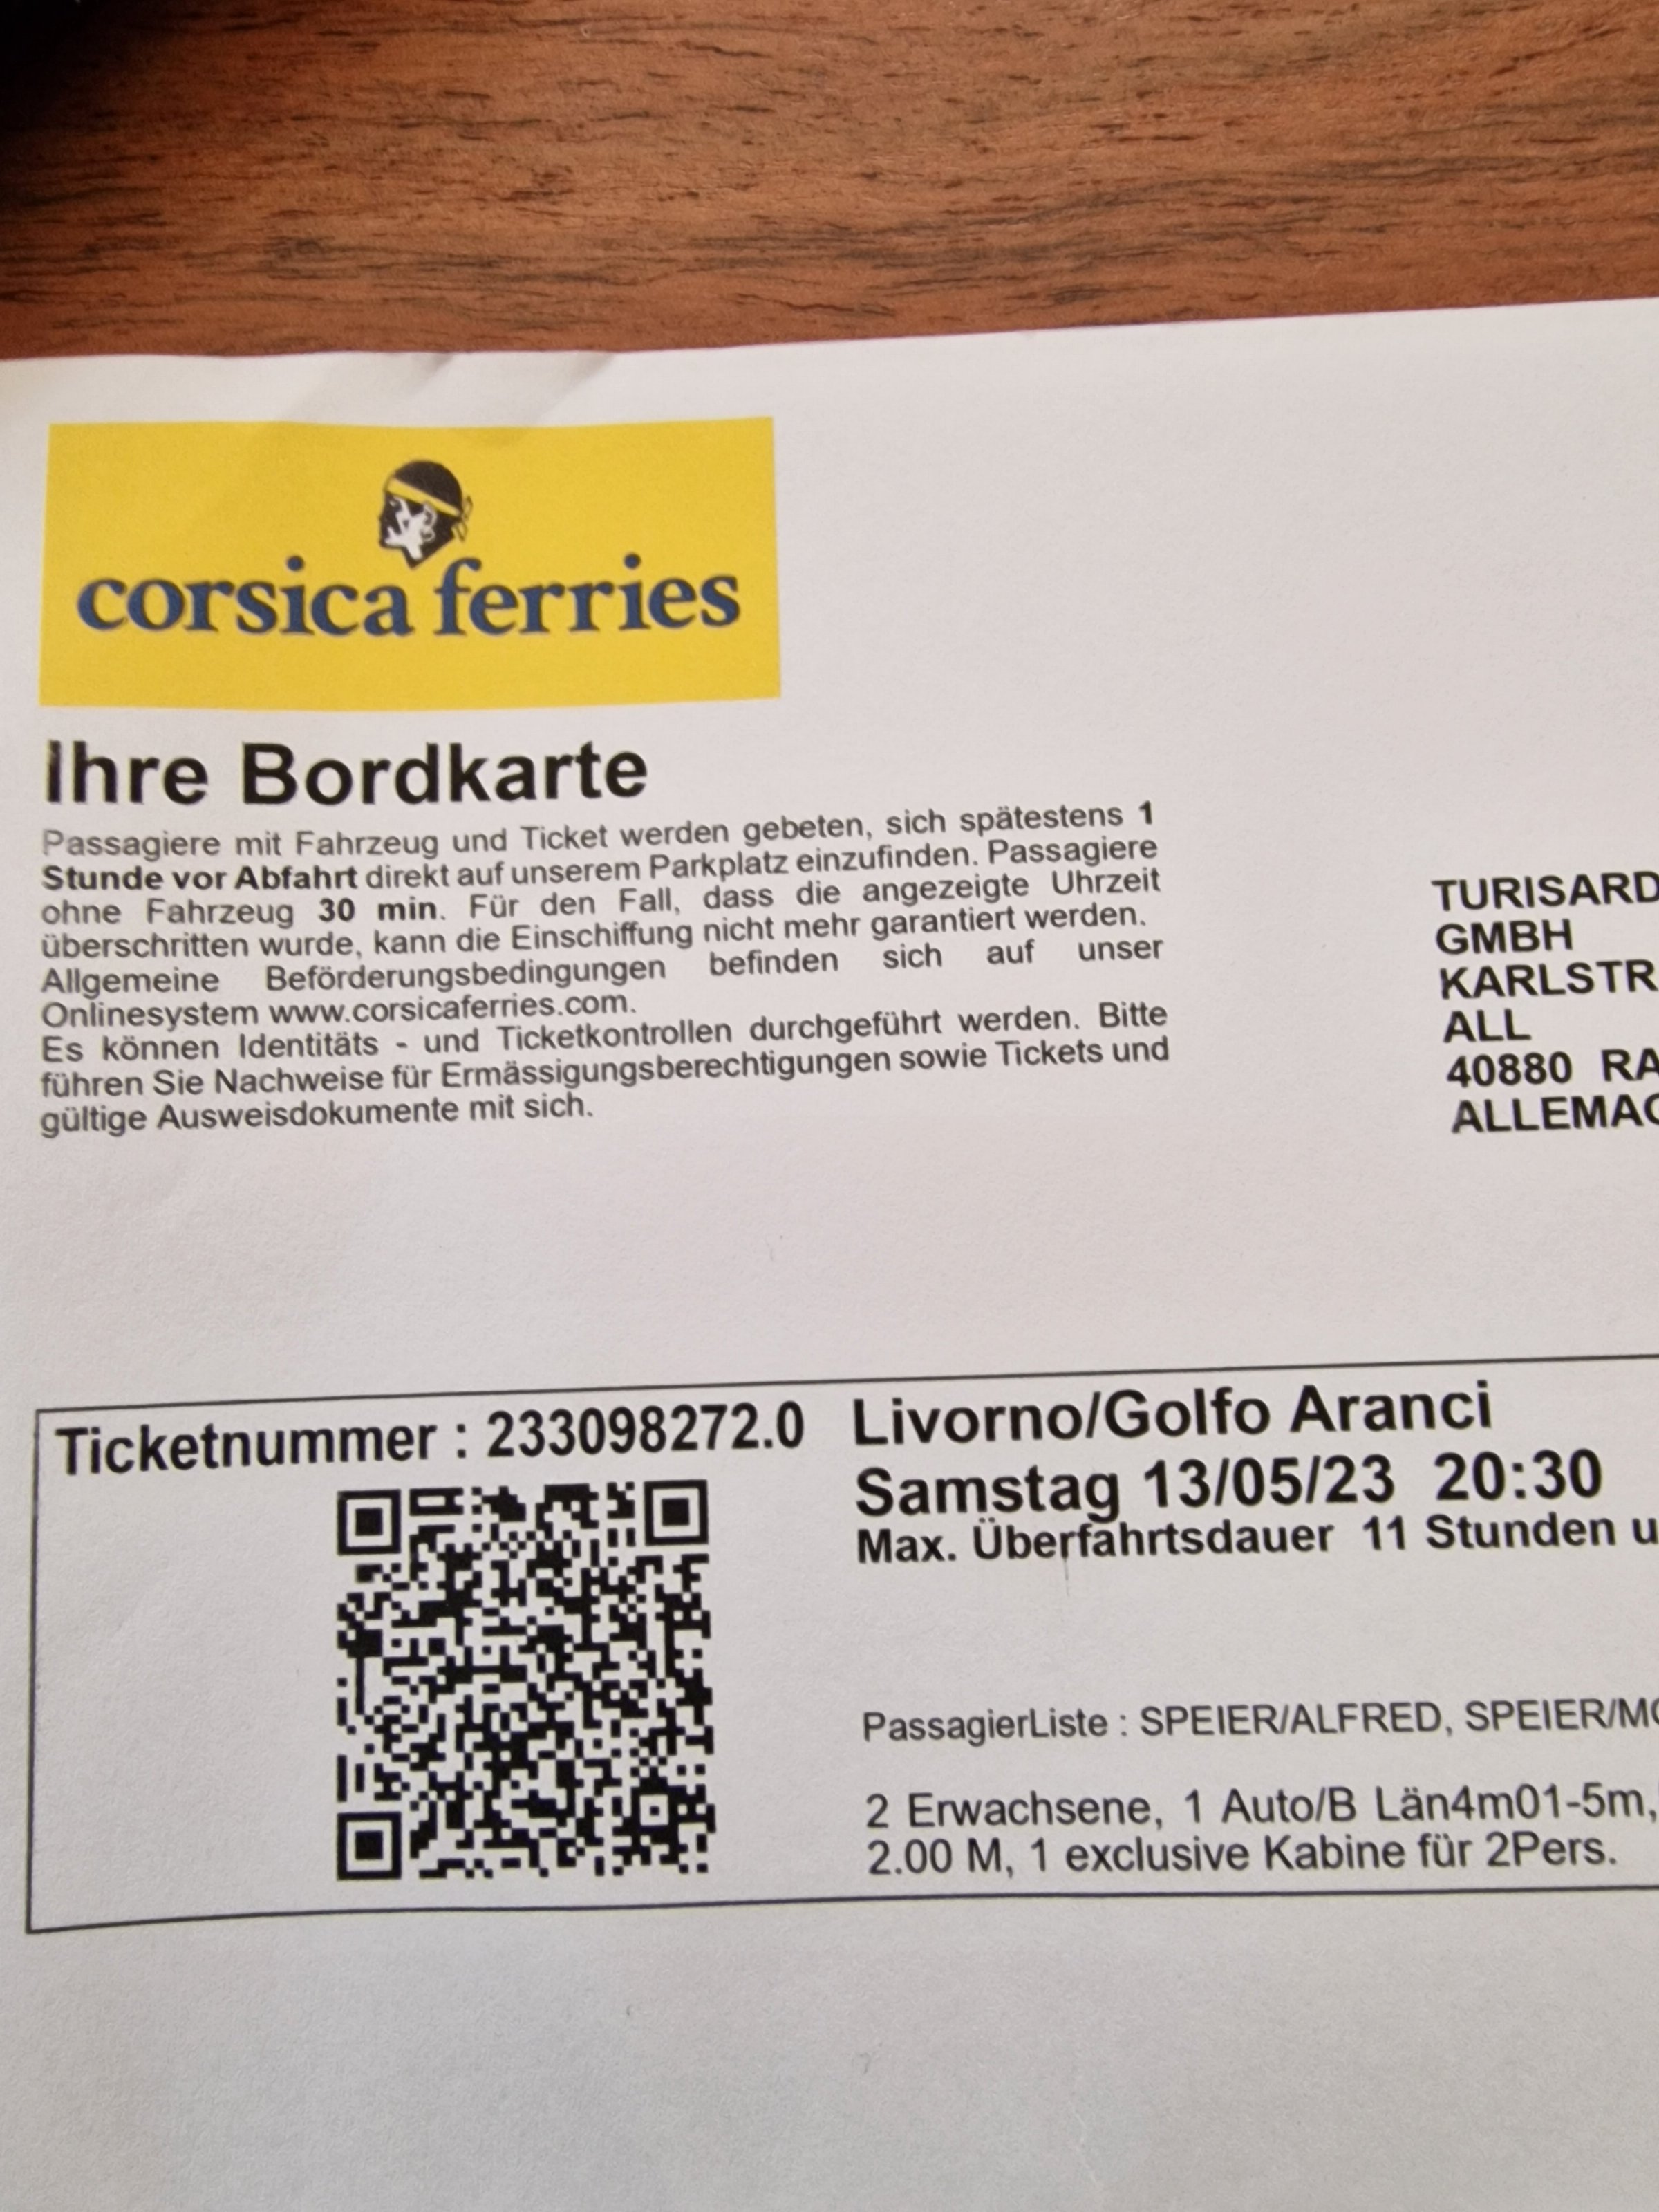 corsica ferries
Ihre Bordkarte
Passagiere mit Fahrzeug und Ticket werden gebeten, sich spätestens 1
Stunde vor Abfahrt direkt auf unserem Parkplatz einzufinden. Passagiere
ohne Fahrzeug 30 min. Für den Fall, dass die angezeigte Uhrzeit
überschritten wurde, kann die Einschiffung nicht mehr garantiert werden.
Allgemeine Beförderungsbedingungen befinden sich auf unser
Onlinesystem www.corsicaferries.com.
Es können Identitäts - und Ticketkontrollen durchgeführt werden. Bitte
führen Sie Nachweise für Ermässigungsberechtigungen sowie Tickets und
gültige Ausweisdokumente mit sich.
TURISARD
GMBH
KARLSTR
ALL
40880 RA
ALLEMAG
Ticketnummer : 233098272.0
Livorno/Golfo Aranci
Samstag 13/05/23 20:30
Max. Überfahrtsdauer 11 Stunden u
PassagierListe : SPEIER/ALFRED, SPEIER/MO
2 Erwachsene, 1 Auto/B Län4m01-5m,
2.00 M, 1 exclusive Kabine für 2Pers.